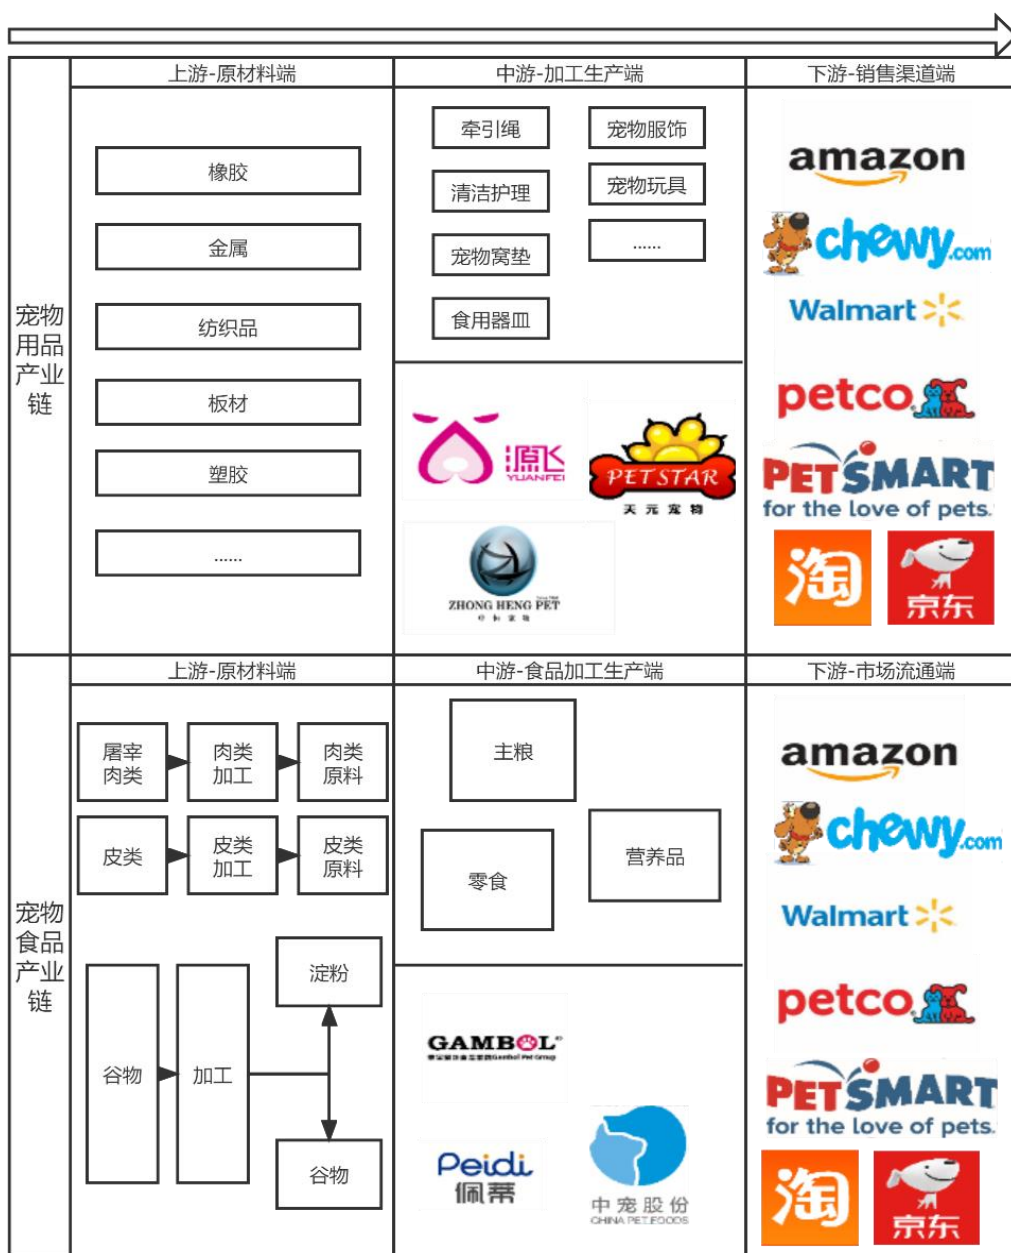 上游-原材料端
中游-加工生产端
下游-销售渠道端
宠物
用品
产业
链
橡胶
金属
纺织品
板材
塑胶
......
牵引绳
宠物服饰
清洁护理
宠物玩具
宠物窝垫
......
食用器皿
源飞
YUANFEI
PETSTAR
天元宠物
ZHONG HENG PET
amazon
chewy.com
Walmart
petco
PETSMART
for the love of pets.
淘
京东
上游-原材料端
中游-食品加工生产端
下游-市场流通端
宠物
食品
产业
链
屠宰
肉类
肉类
加工
肉类
原料
皮类
皮类
加工
皮类
原料
谷物
加工
淀粉
谷物
主粮
零食
营养品
GAMBOL
Gambol Pet Group
Peidi
佩蒂
中宠股份
CHINA PET FOODS
amazon
chewy.com
Walmart
petco
PETSMART
for the love of pets.
淘
京东